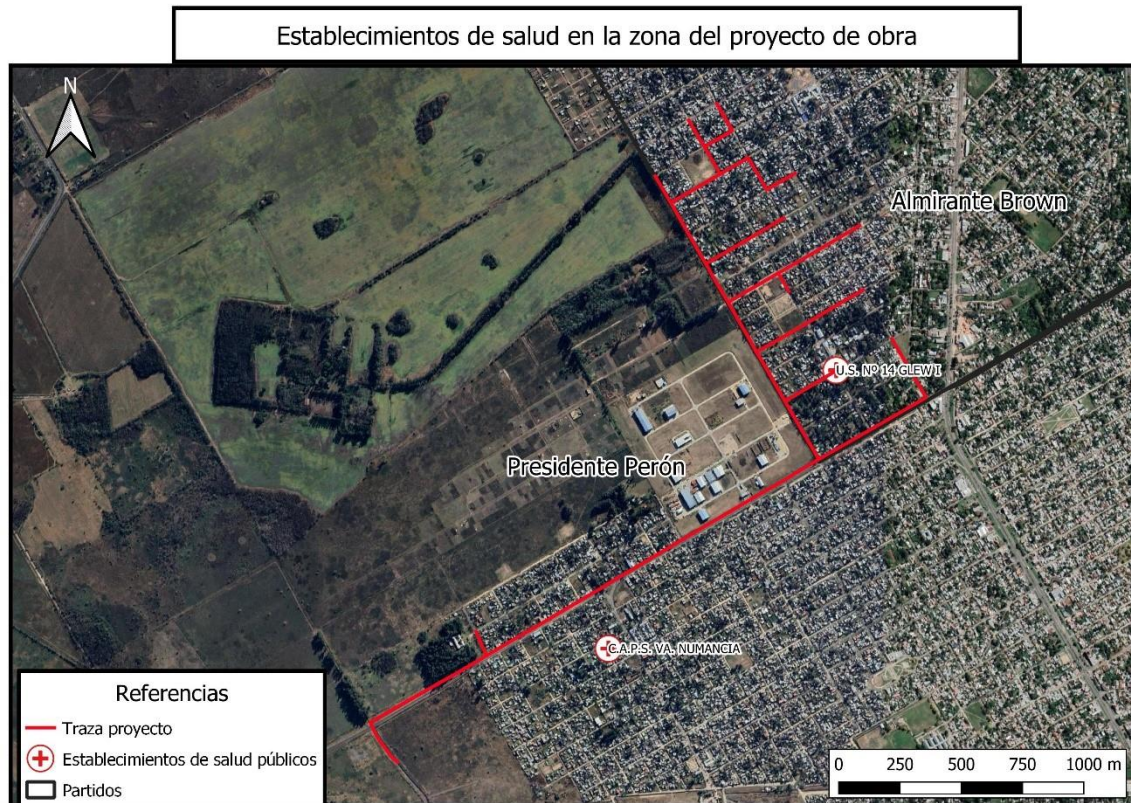 Establecimientos de salud en la zona del proyecto de obra
N
Almirante Brown
U.S. Nº 14 GLEW I
Presidente Perón
C.A.P.S. VA. NUMANCIA
Referencias
Traza proyecto
Establecimientos de salud públicos
Partidos
0 250 500 750 1000 m